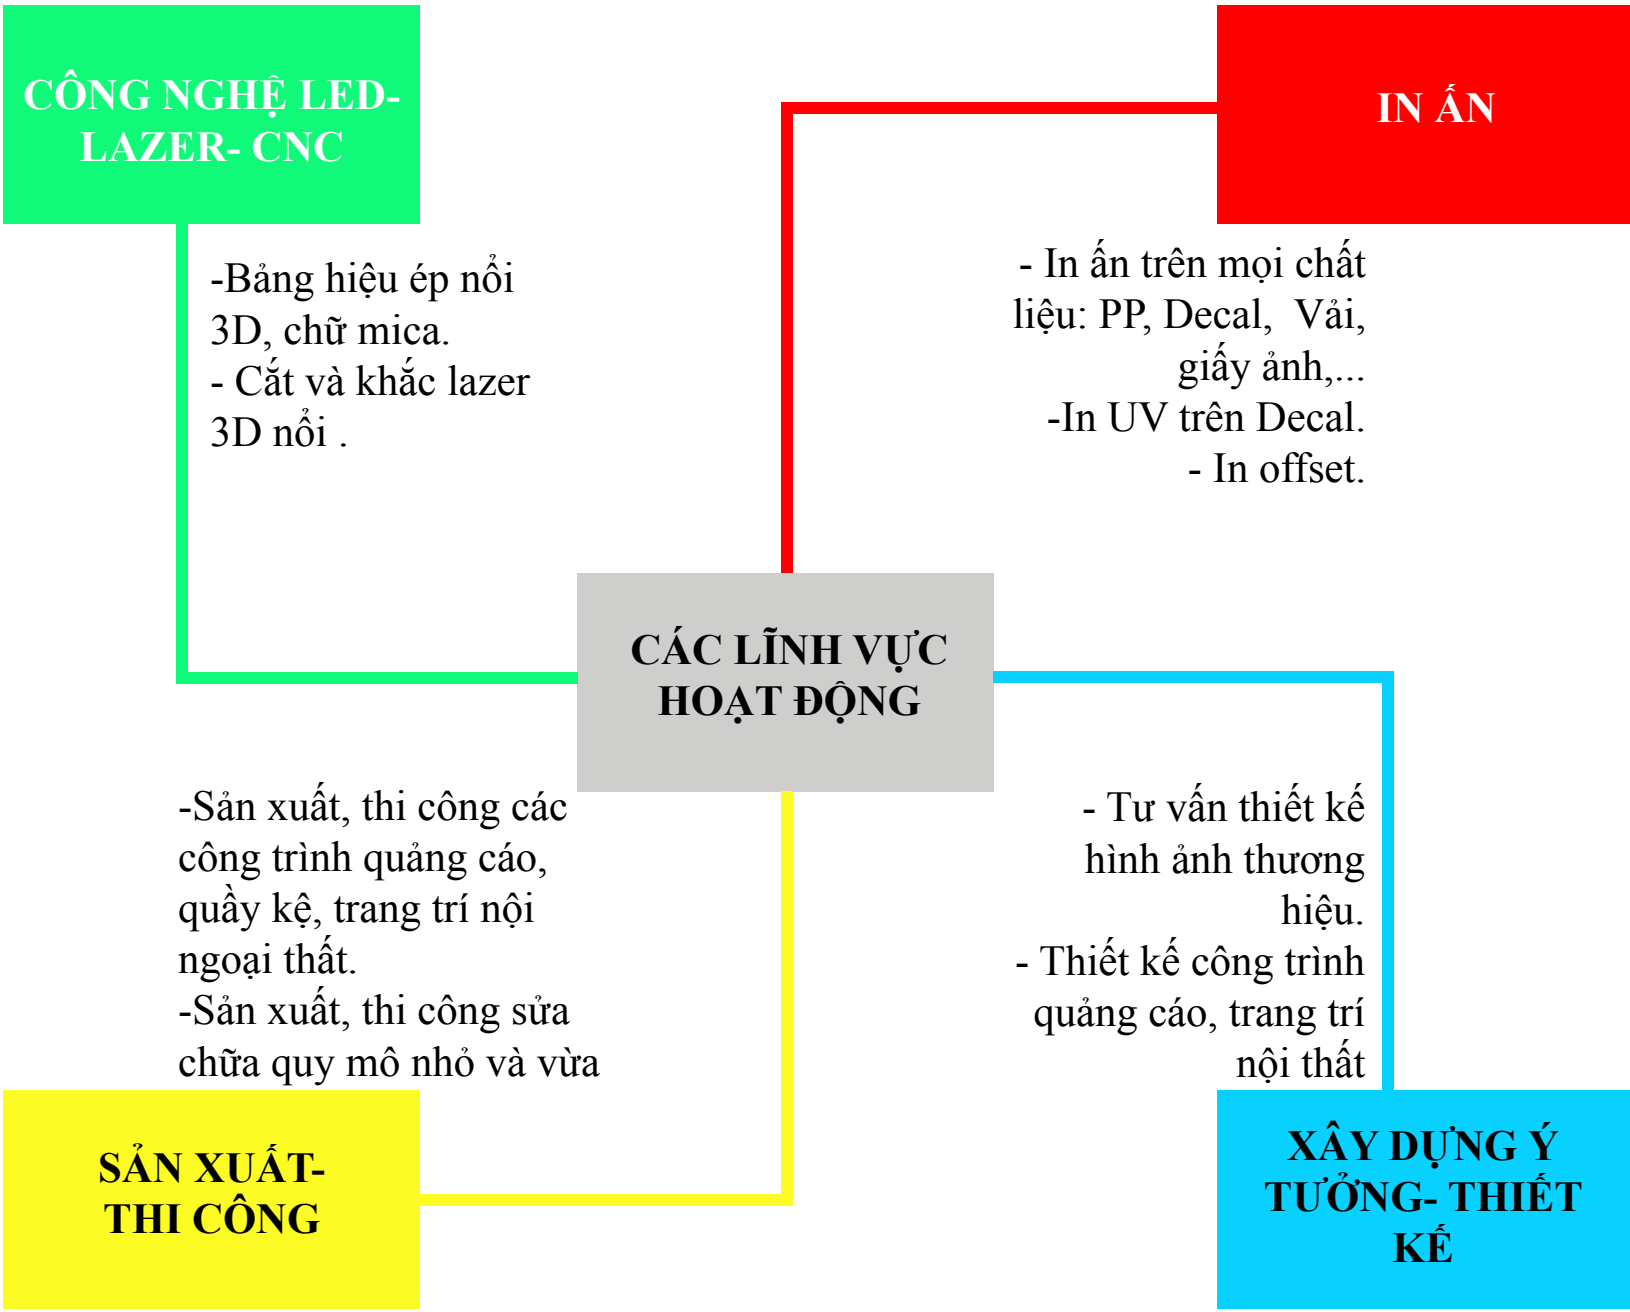 CÔNG NGHỆ LED-
LAZER- CNC
-Bảng hiệu ép nổi
3D, chữ mica.
- Cắt và khắc lazer
3D nổi .
IN ẤN
- In ấn trên mọi chất
liệu: PP, Decal,  Vải,
giấy ảnh,...
-In UV trên Decal.
- In offset.
CÁC LĨNH VỰC
HOẠT ĐỘNG
-Sản xuất, thi công các
công trình quảng cáo,
quầy kệ, trang trí nội
ngoại thất.
-Sản xuất, thi công sửa
chữa quy mô nhỏ và vừa
SẢN XUẤT-
THI CÔNG
- Tư vấn thiết kế
hình ảnh thương
hiệu.
- Thiết kế công trình
quảng cáo, trang trí
nội thất
XÂY DỰNG Ý
TƯỞNG- THIẾT
KẾ